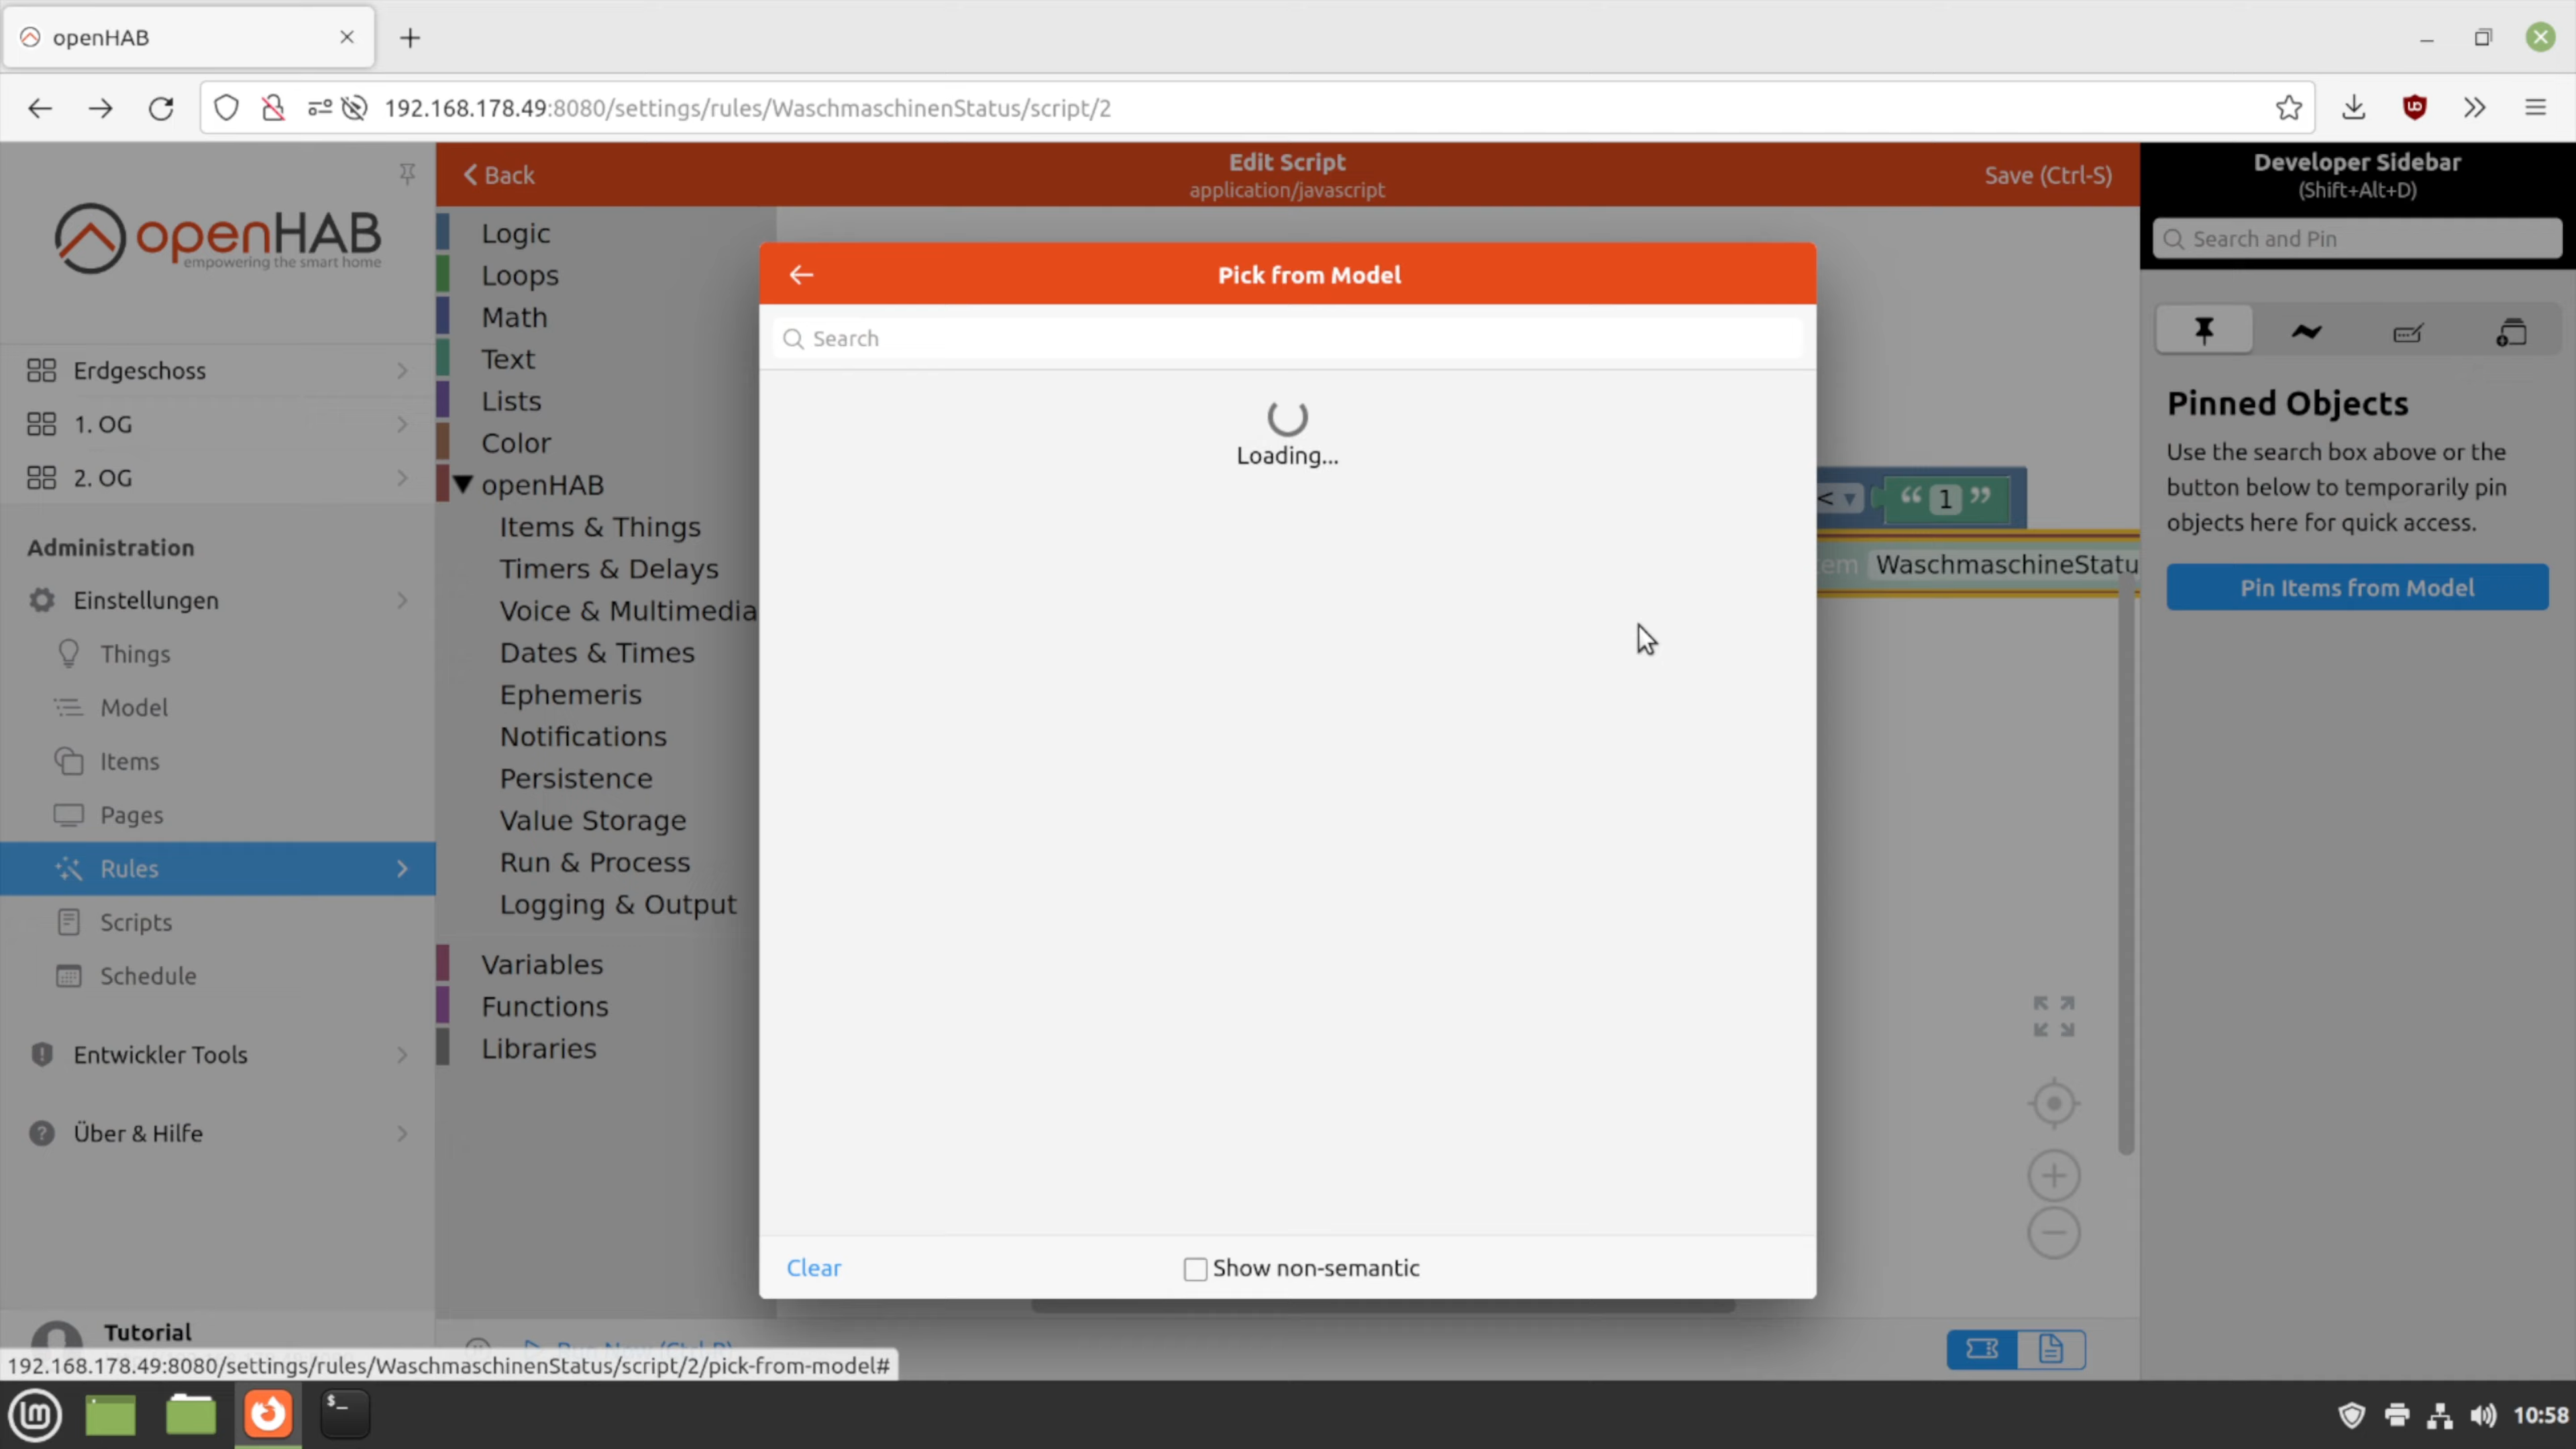 openHAB
192.168.178.49:8080/settings/rules/WaschmaschinenStatus/script/2
openHAB
empowering the smart home
Erdgeschoss
1. OG
2. OG
Administration
Einstellungen
Things
Model
Items
Pages
Rules
Scripts
Schedule
Entwickler Tools
Über & Hilfe
Tutorial
192.168.178.49:8080/settings/rules/WaschmaschinenStatus/script/2/pick-from-model#
Back
Edit Script
application/javascript
Save (Ctrl-S)
Logic
Loops
Math
Text
Lists
Color
openHAB
Items & Things
Timers & Delays
Voice & Multimedia
Dates & Times
Ephemeris
Notifications
Persistence
Value Storage
Run & Process
Logging & Output
Variables
Functions
Libraries
Pick from Model
Search
Loading...
Clear
Show non-semantic
< ▾ “ 1 ”
em WaschmaschineStatu
Run Now (Ctrl-R)
Developer Sidebar
(Shift+Alt+D)
Search and Pin
Pinned Objects
Use the search box above or the
button below to temporarily pin
objects here for quick access.
Pin Items from Model
10:58